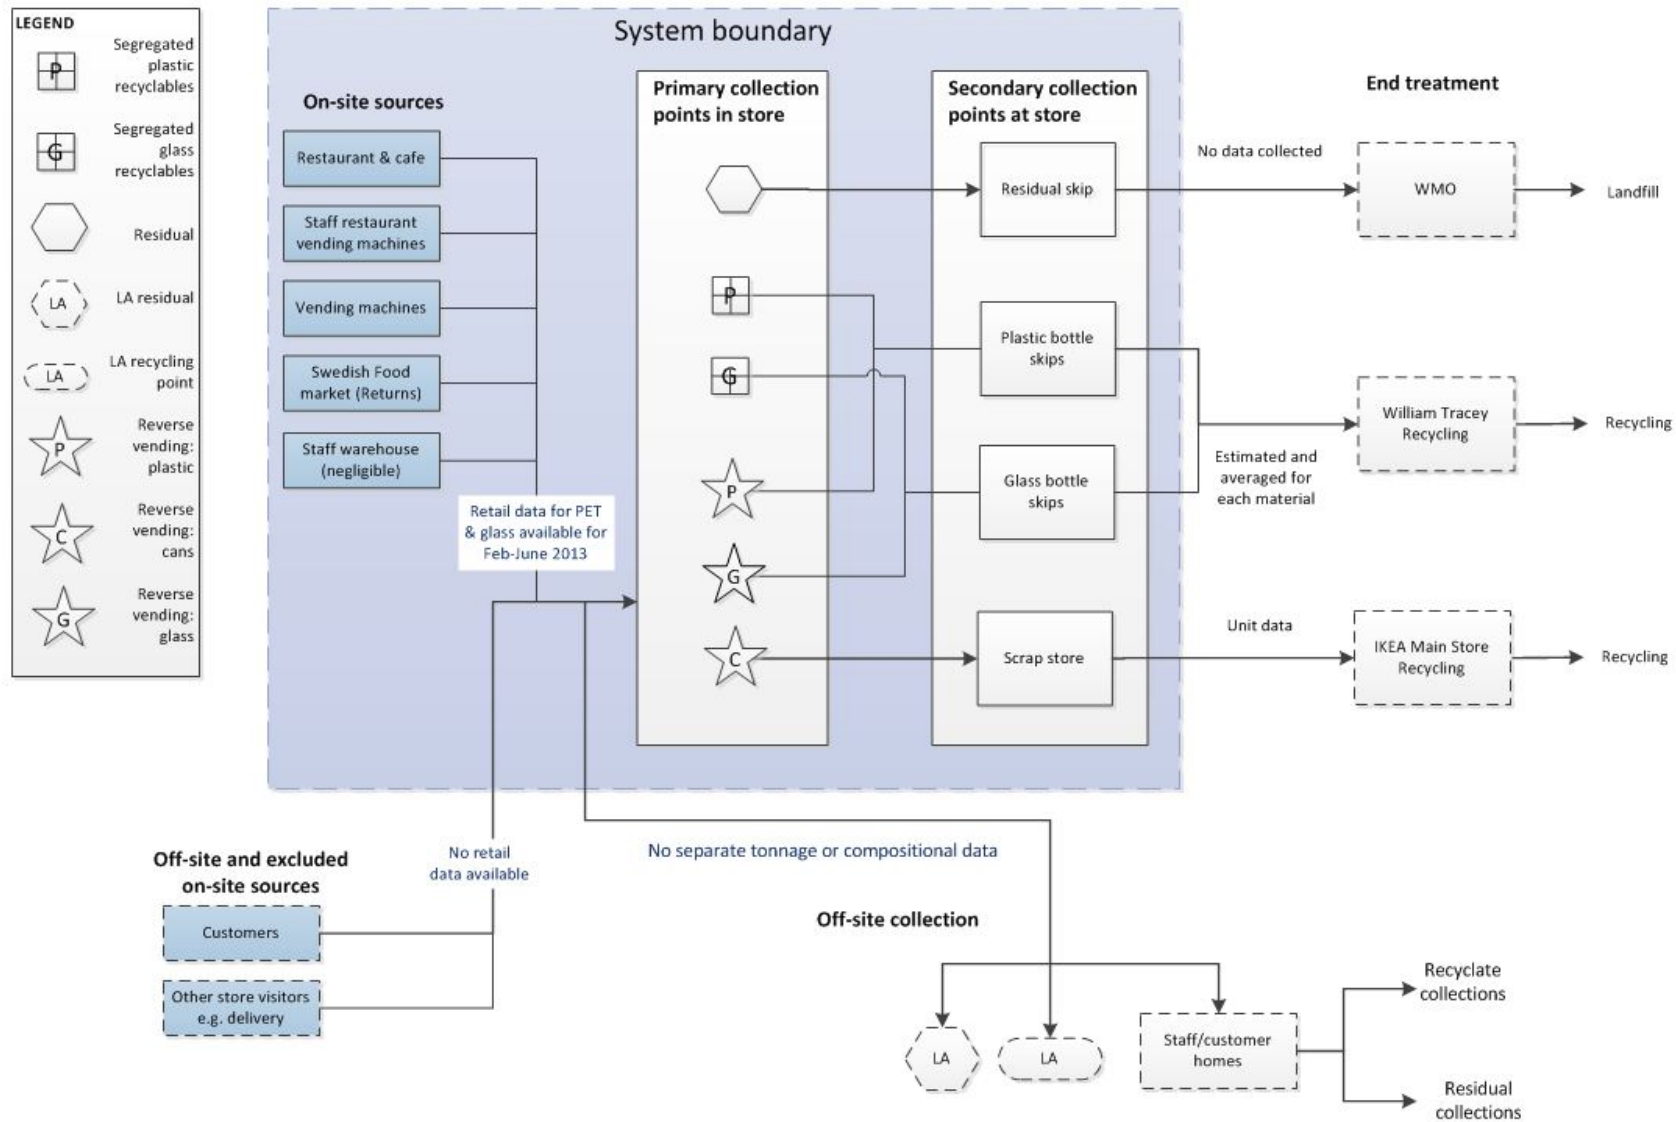 LEGEND
P
Segregated
plastic
recyclables
G
Segregated
glass
recyclables
Residual
LA
LA residual
LA
LA recycling
point
P
Reverse
vending:
plastic
C
Reverse
vending:
cans
G
Reverse
vending:
glass
System boundary
On-site sources
Restaurant & cafe
Staff restaurant
vending machines
Vending machines
Swedish Food
market (Returns)
Staff warehouse
(negligible)
Retail data for PET
& glass available for
Feb-June 2013
Primary collection
points in store
P
G
P
G
C
Secondary collection
points at store
Residual skip
Plastic bottle
skips
Glass bottle
skips
Scrap store
End treatment
No data collected
WMO
Landfill
William Tracey
Recycling
Recycling
Estimated and
averaged for
each material
Unit data
IKEA Main Store
Recycling
Recycling
Off-site and excluded
on-site sources
Customers
Other store visitors
e.g. delivery
No retail
data available
No separate tonnage or compositional data
Off-site collection
LA
LA
Staff/customer
homes
Recyclate
collections
Residual
collections